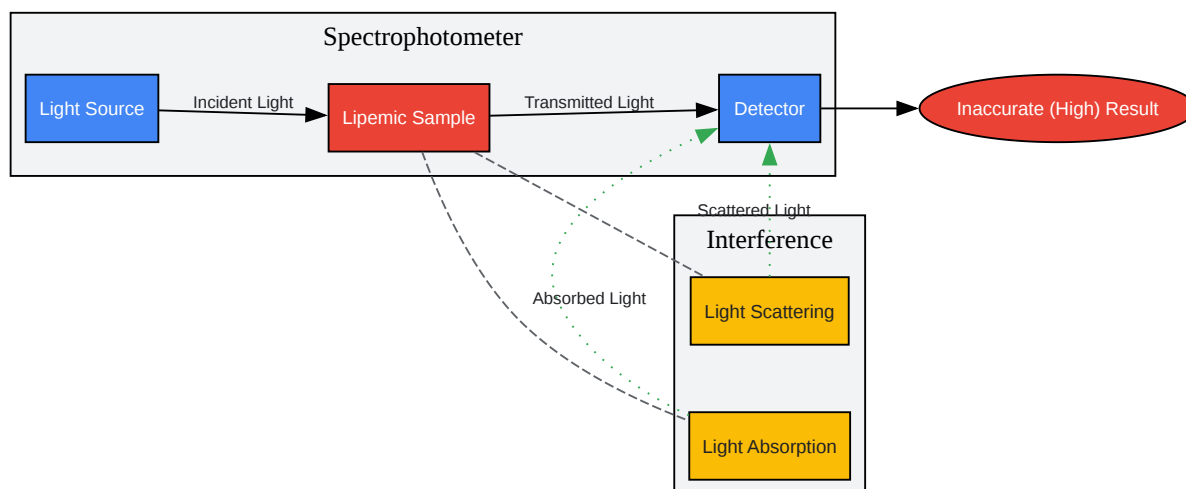 Spectrophotometer
Light Source
Incident Light
Lipemic Sample
Transmitted Light
Detector
Inaccurate (High) Result
Scattered Light
Interference
Absorbed Light
Light Scattering
Light Absorption